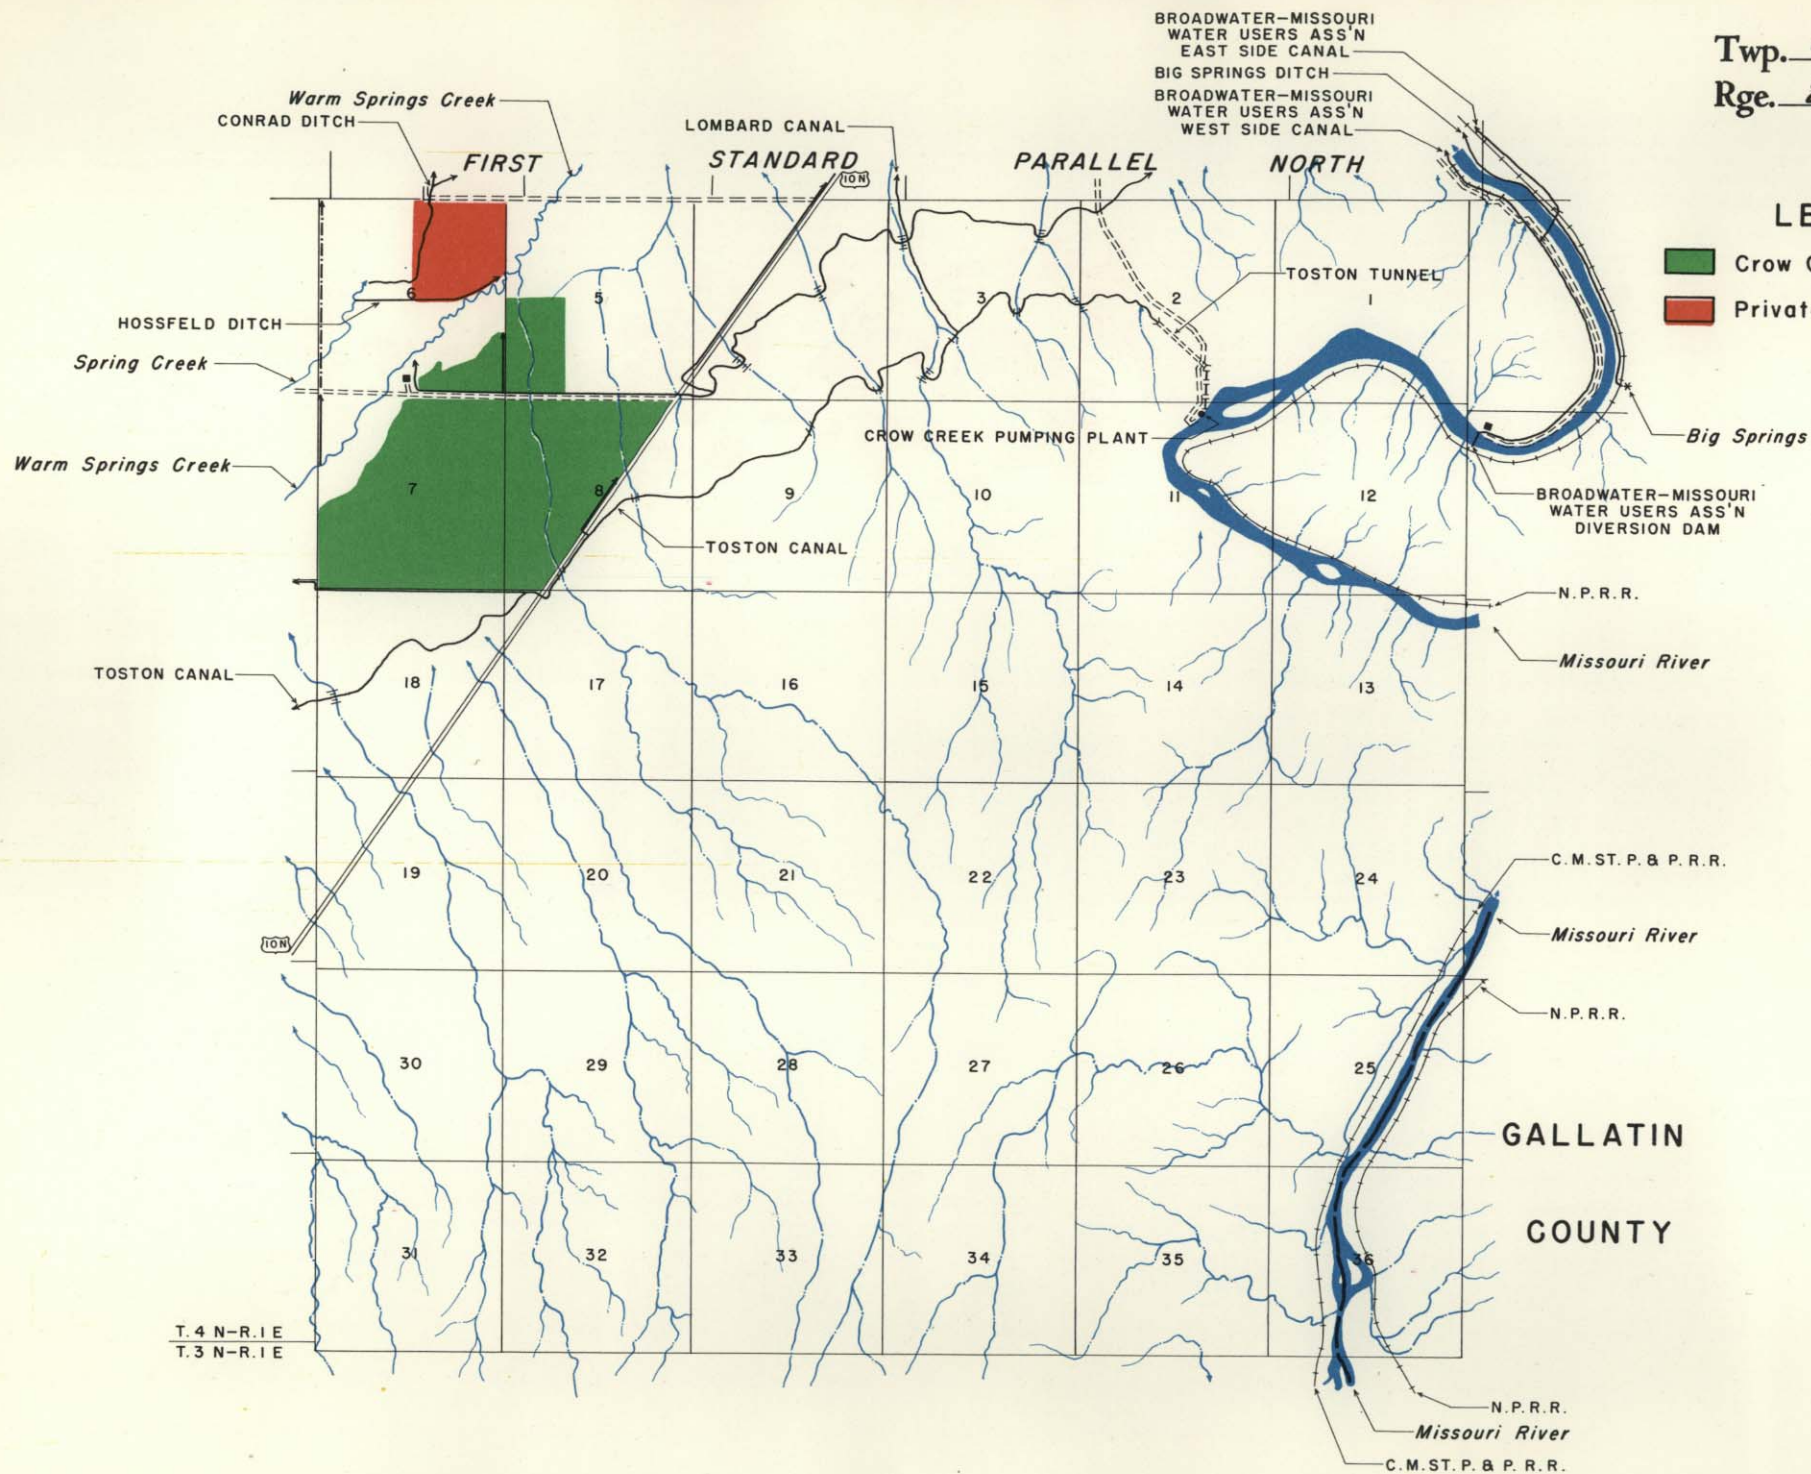 BROADWATER-MISSOURI
WATER USERS ASS'N
EAST SIDE CANAL
BIG SPRINGS DITCH
BROADWATER-MISSOURI
WATER USERS ASS'N
WEST SIDE CANAL
Twp.
Rge.
Warm Springs Creek
CONRAD DITCH
LOMBARD CANAL
FIRST STANDARD PARALLEL NORTH
10N
LE
Crow
Privat
TOSTON TUNNEL
6
5
3
2
1
HOSSFELD DITCH
Spring Creek
CROW CREEK PUMPING PLANT
Big Springs
Warm Springs Creek
7
8
9
10
11
12
BROADWATER-MISSOURI
WATER USERS ASS'N
DIVERSION DAM
TOSTON CANAL
N.P.R.R.
Missouri River
TOSTON CANAL
18
17
16
15
14
13
C.M.ST.P. & P.R.R.
19
20
21
22
23
24
10N
Missouri River
N.P.R.R.
30
29
28
27
26
25
GALLATIN
COUNTY
31
32
33
34
35
36
T.4 N-R.1 E
T.3 N-R.1 E
N.P.R.R.
Missouri River
C.M.ST.P. & P.R.R.